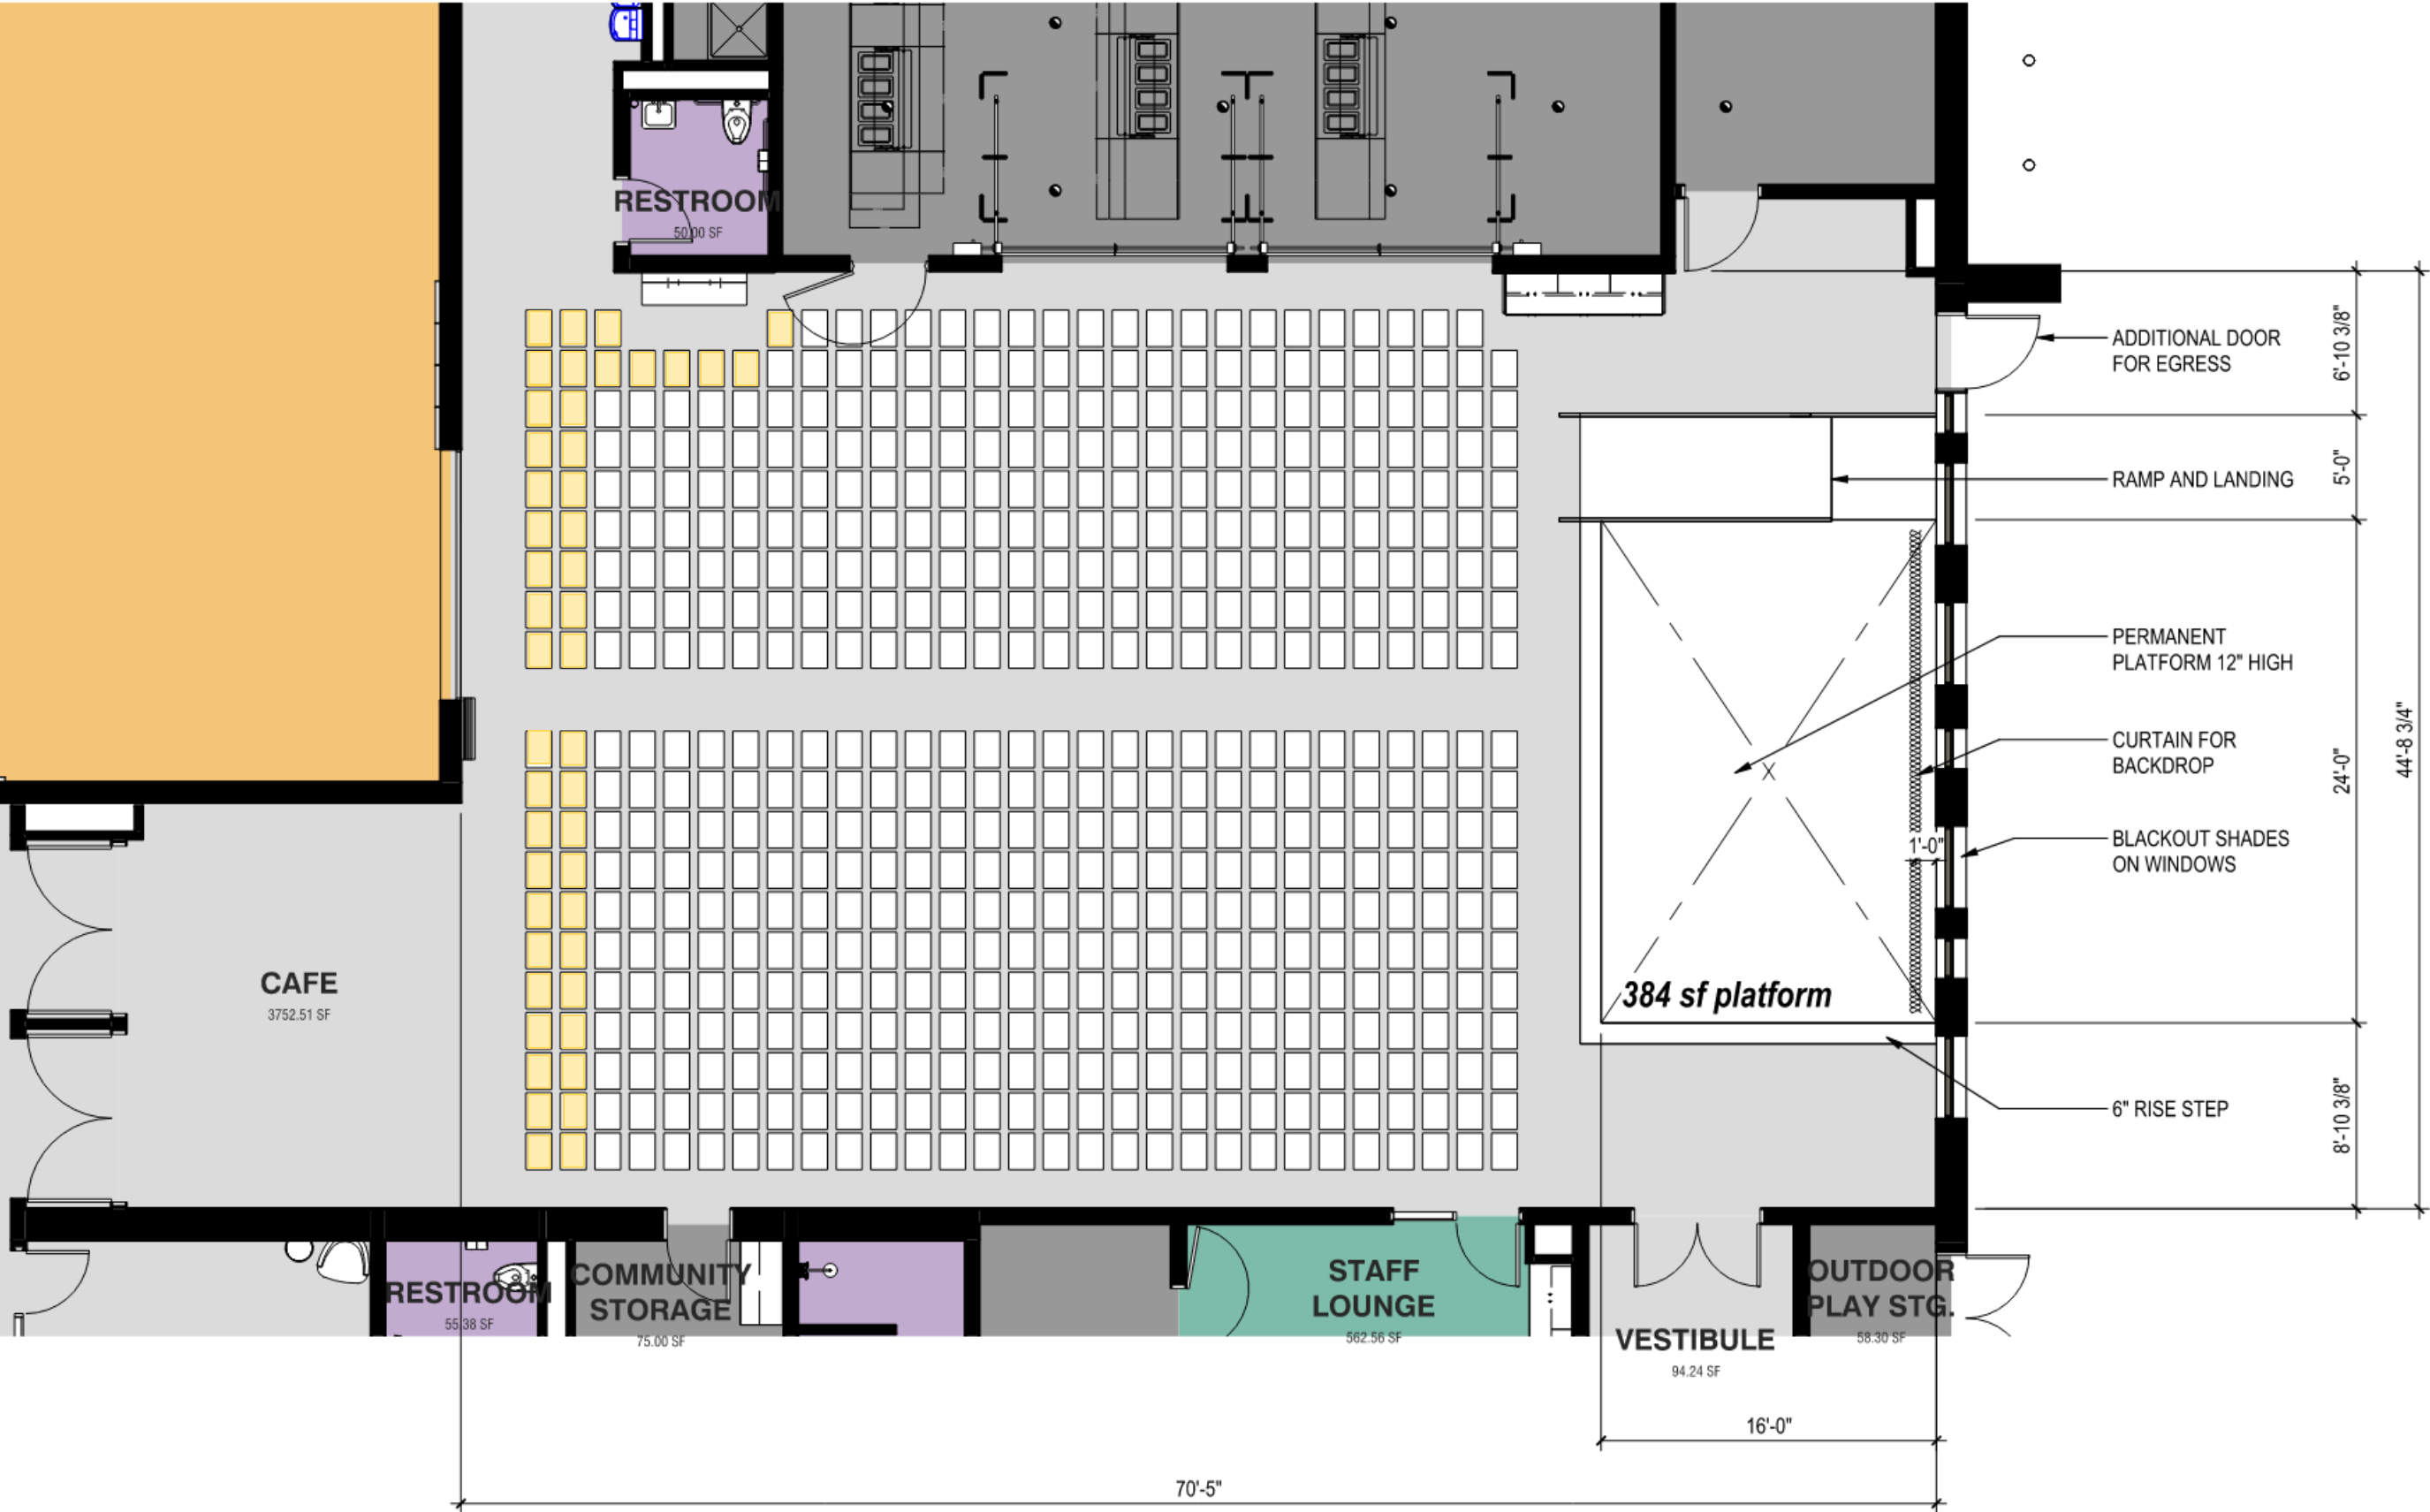 RESTROOM
50.00 SF
ADDITIONAL DOOR
FOR EGRESS
6'-10 3/8"
RAMP AND LANDING
5'-0"
PERMANENT
PLATFORM 12" HIGH
CURTAIN FOR
BACKDROP
24'-0"
44'-8 3/4"
1'-0"
BLACKOUT SHADES
ON WINDOWS
CAFE
3752.51 SF
384 sf platform
6" RISE STEP
8'-10 3/8"
RESTROOM
55.38 SF
COMMUNITY
STORAGE
75.00 SF
STAFF
LOUNGE
562.56 SF
VESTIBULE
94.24 SF
OUTDOOR
PLAY STG.
58.30 SF
16'-0"
70'-5"